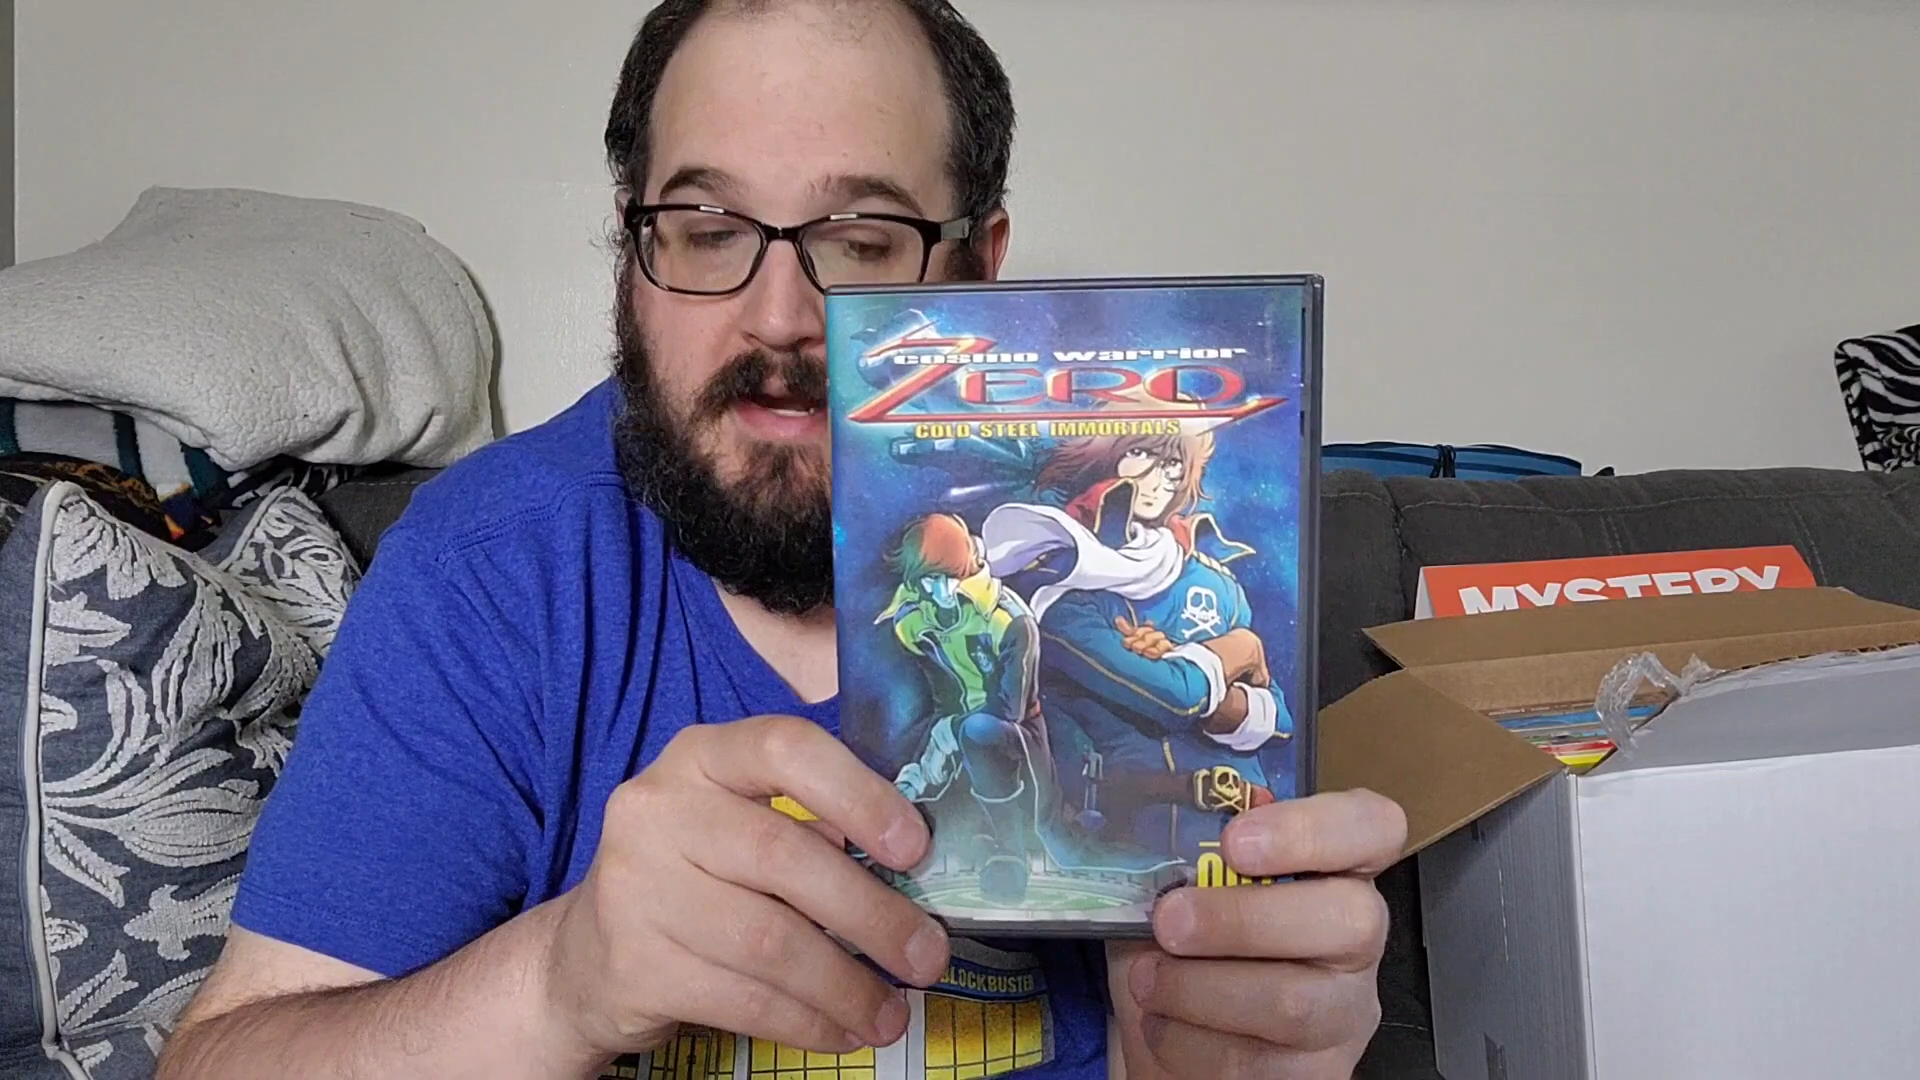 cosmo warrior
ZERO
COLD STEEL IMMORTALS
MYSTERY
BLOCKBUSTER